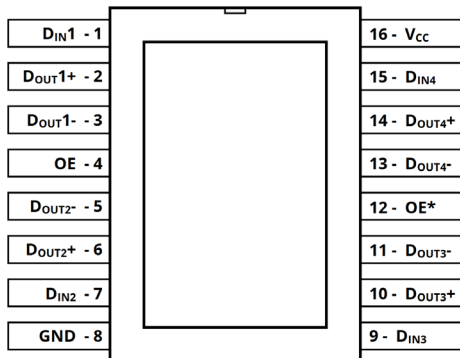 DIN1 - 1
DOUT1+ - 2
DOUT1- - 3
OE - 4
DOUT2- - 5
DOUT2+ - 6
DIN2 - 7
GND - 8
16 - VCC
15 - DIN4
14 - DOUT4+
13 - DOUT4-
12 - OE*
11 - DOUT3-
10 - DOUT3+
9 - DIN3